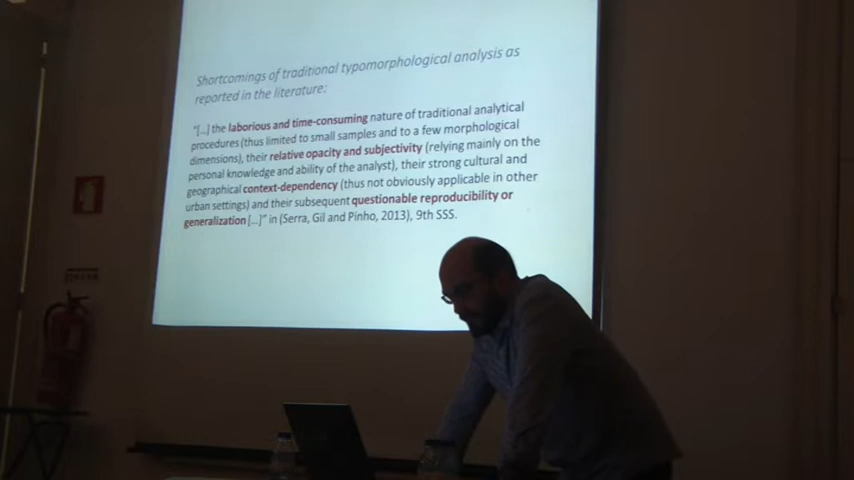 Shortcomings of traditional typomorphological analysis as
reported in the literature:
"[...] the laborious and time-consuming nature of traditional analytical
procedures (thus limited to small samples and to a few morphological
dimensions), their relative opacity and subjectivity (relying mainly on the
personal knowledge and ability of the analyst), their strong cultural and
geographical context-dependency (thus not obviously applicable in other
urban settings) and their subsequent questionable reproducibility or
generalization [...]" in (Serra, Gil and Pinho, 2013), 9th SSS.